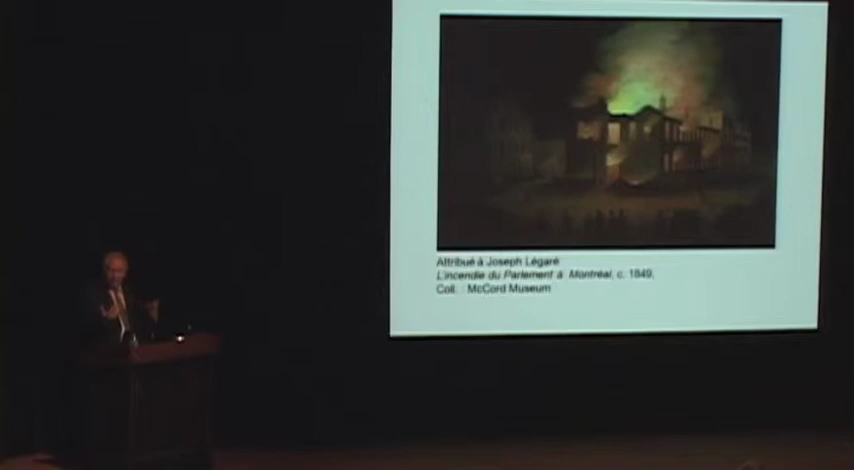 Attribué à Joseph Légaré
L'incendie du Parlement à Montréal, c. 1849,
Coll. : McCord Museum